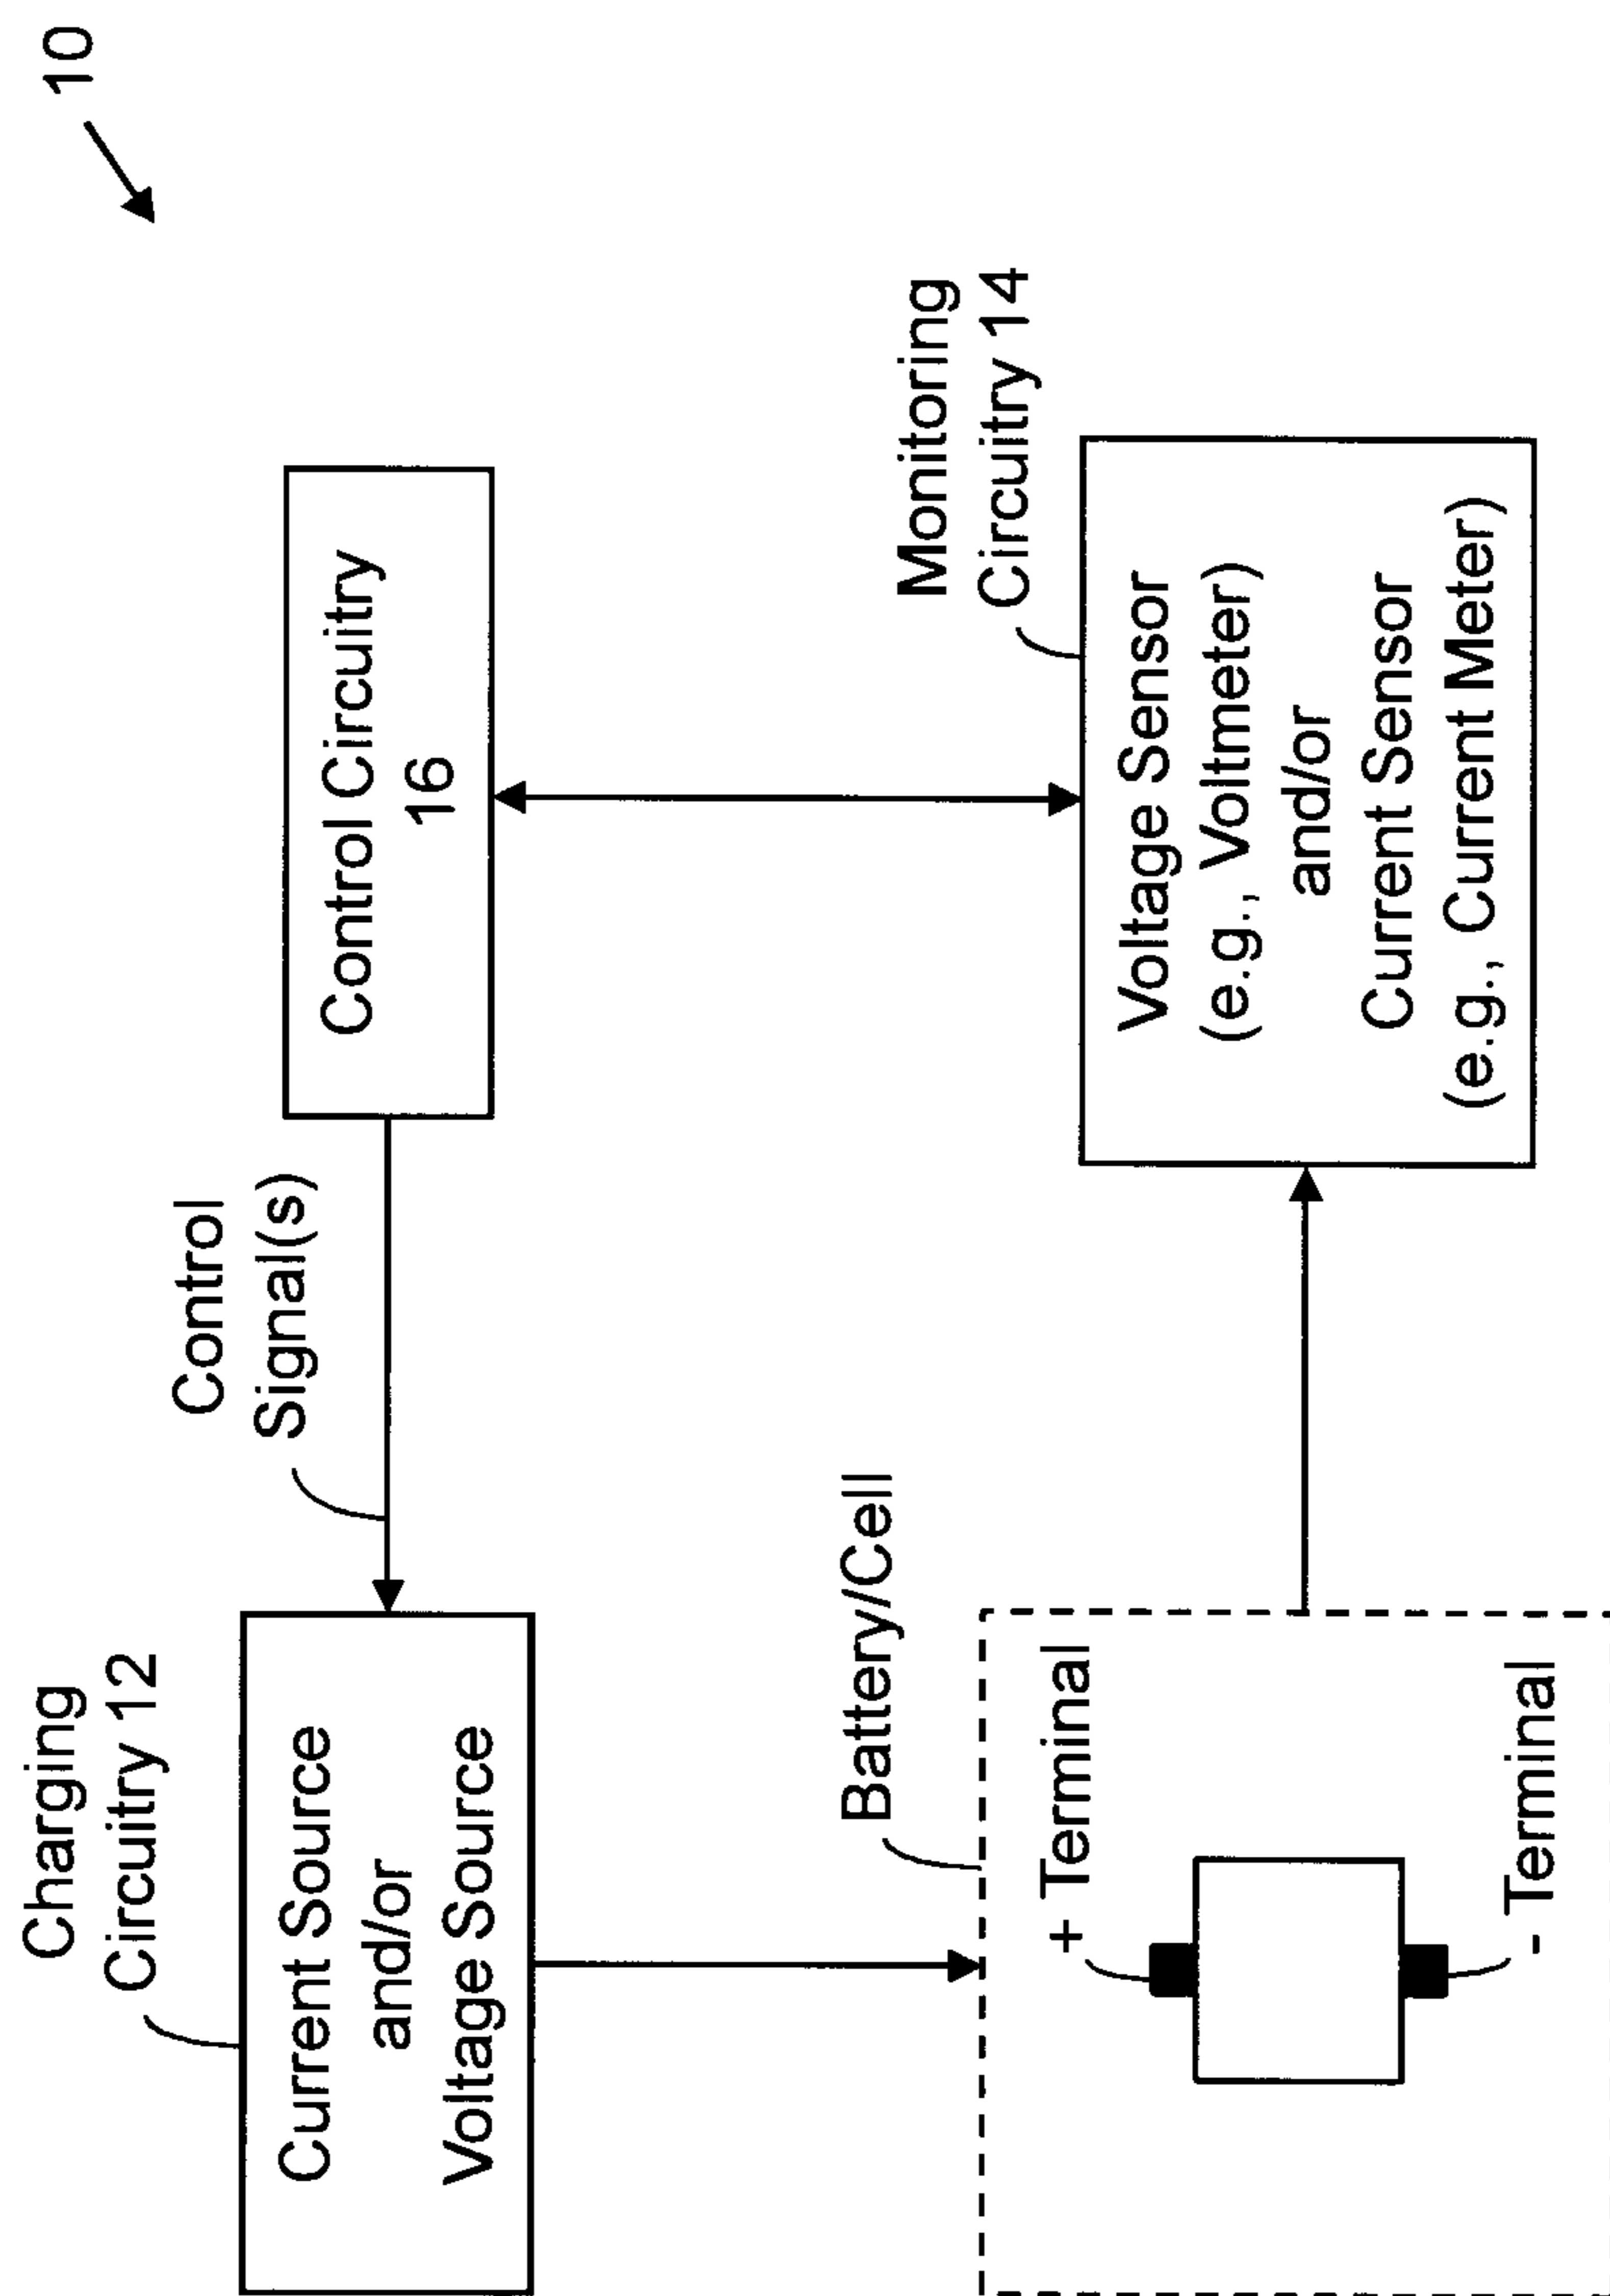 10
Charging
Circuitry 12
Current Source
and/or
Voltage Source
Control
Signal(s)
Control Circuitry
16
Battery/Cell
+ Terminal
- Terminal
Monitoring
Circuitry 14
Voltage Sensor
(e.g., Voltmeter)
and/or
Current Sensor
(e.g., Current Meter)